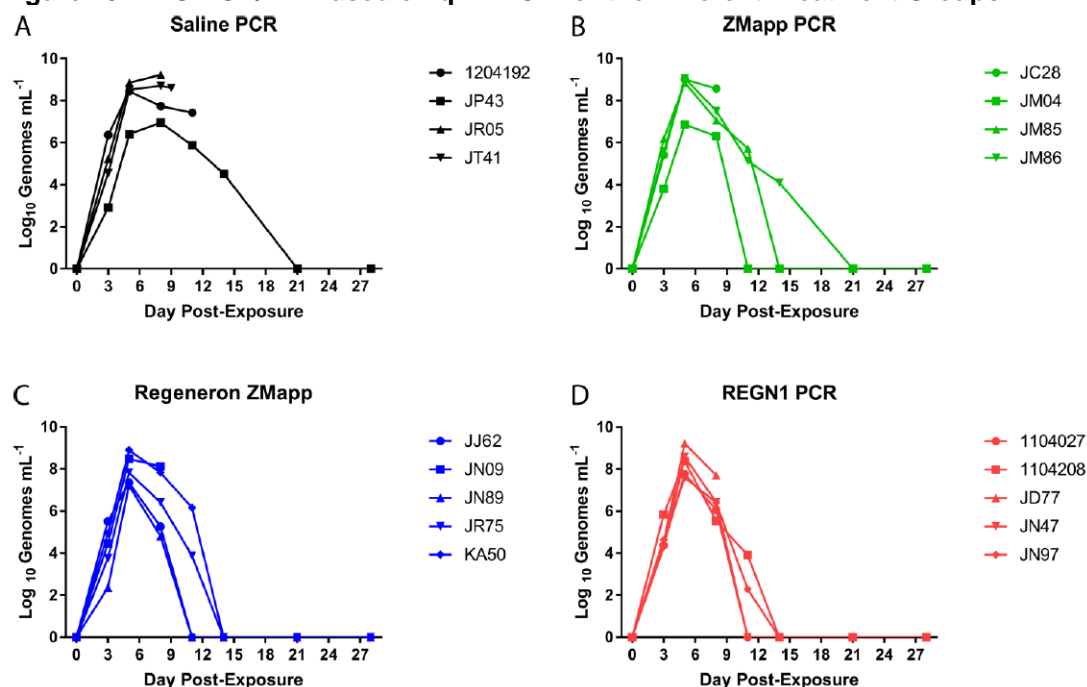 for the Different Treatment Groups
A
Saline PCR
Log10 Genomes mL-1
10
8
6
4
2
0
0 3 6 9 12 15 18 21 24 27
Day Post-Exposure
1204192
JP43
JR05
JT41
B
ZMapp PCR
Log 10 Genomes mL-1
10
8
6
4
2
0
0 3 6 9 12 15 18 21 24 27
Day Post-Exposure
JC28
JM04
JM85
JM86
C
Regeneron ZMapp
Log 10 Genomes mL-1
10
8
6
4
2
0
0 3 6 9 12 15 18 21 24 27
Day Post-Exposure
JJ62
JN09
JN89
JR75
KA50
D
REGN1 PCR
Log 10 Genomes mL-1
10
8
6
4
2
0
0 3 6 9 12 15 18 21 24 27
Day Post-Exposure
1104027
1104208
JD77
JN47
JN97